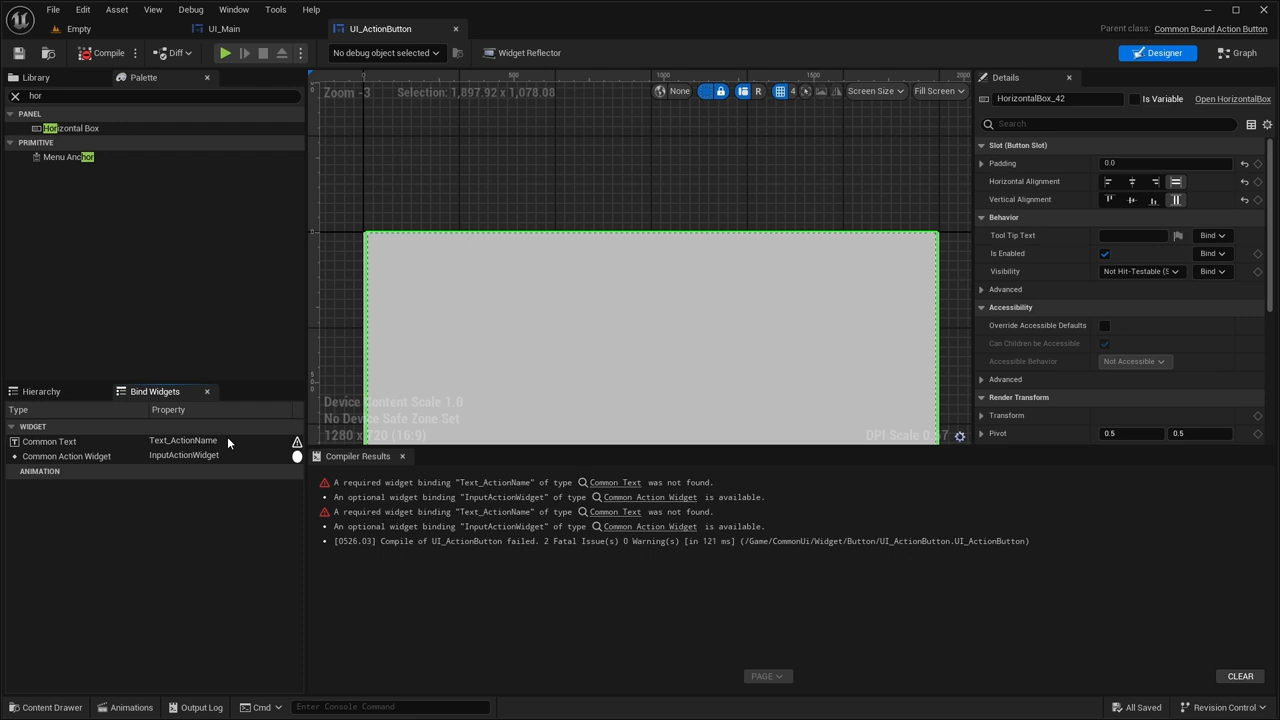 File Edit Asset View Debug Window Tools Help
Empty UI_Main UI_ActionButton Parent class: Common Bound Action Button
Compile Diff No debug object selected Widget Reflector Designer Graph
Library Palette
hor
PANEL
Horizontal Box
PRIMITIVE
Menu Anchor
0 500 1000 1500 2000
Zoom -3 Selection: 1,897.92 x 1,078.08 None R 4 Screen Size Fill Screen
0
Device Content Scale 1.0
No Device Safe Zone Set
1280 x 720 (16:9) DPI Scale 0.67
Details
HorizontalBox_42 Is Variable Open HorizontalBox
Search
Slot (Button Slot)
Padding 0.0
Horizontal Alignment
Vertical Alignment
Behavior
Tool Tip Text Bind
Is Enabled Bind
Visibility Not Hit-Testable (S Bind
Advanced
Accessibility
Override Accessible Defaults
Can Children be Accessible
Accessible Behavior Not Accessible
Advanced
Render Transform
Transform
Pivot 0.5 0.5
Hierarchy Bind Widgets
Type Property
WIDGET
Common Text Text_ActionName
Common Action Widget InputActionWidget
ANIMATION
Compiler Results
A required widget binding "Text_ActionName" of type Common Text was not found.
• An optional widget binding "InputActionWidget" of type Common Action Widget is available.
A required widget binding "Text_ActionName" of type Common Text was not found.
• An optional widget binding "InputActionWidget" of type Common Action Widget is available.
• [0526.03] Compile of UI_ActionButton failed. 2 Fatal Issue(s) 0 Warning(s) [in 121 ms] (/Game/CommonUi/Widget/Button/UI_ActionButton.UI_ActionButton)
PAGE CLEAR
Content Drawer Animations Output Log Cmd Enter Console Command All Saved Revision Control